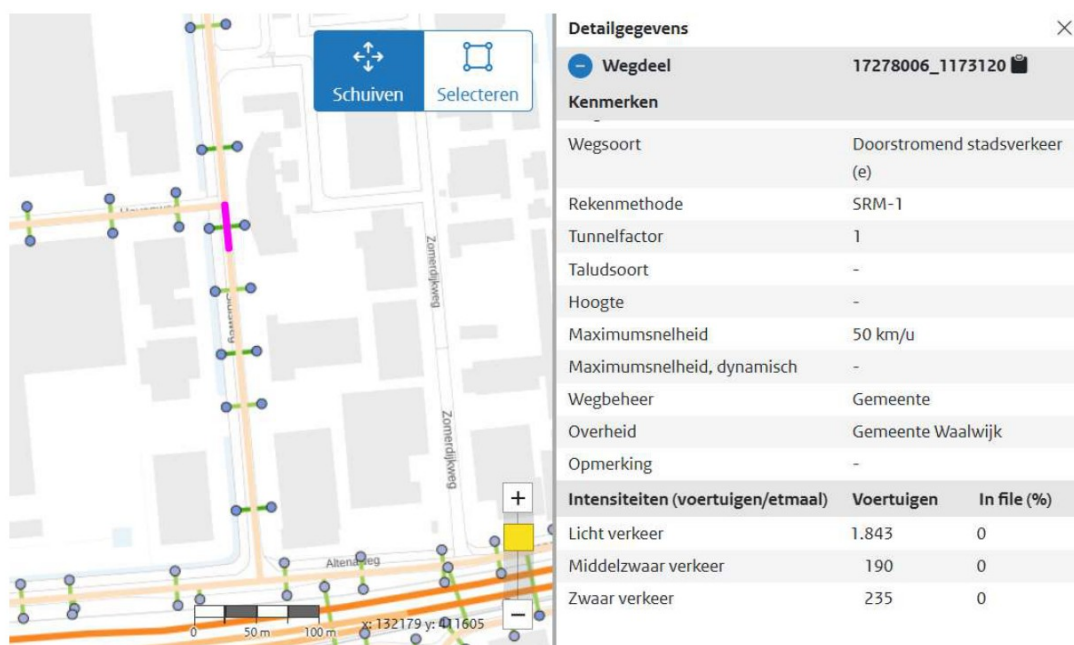 Schuiven
Selecteren
Zomerdijkweg
Sluisweg
Zomerdijkweg
Altenaweg
+
−
0 50 m 100 m
x: 132179 y: 411605
Detailgegevens ×
− Wegdeel 17278006_1173120
Kenmerken
Wegsoort Doorstromend stadsverkeer
(e)
Rekenmethode SRM-1
Tunnelfactor 1
Taludsoort -
Hoogte -
Maximumsnelheid 50 km/u
Maximumsnelheid, dynamisch -
Wegbeheer Gemeente
Overheid Gemeente Waalwijk
Opmerking -
Intensiteiten (voertuigen/etmaal) Voertuigen In file (%)
Licht verkeer 1.843 0
Middelzwaar verkeer 190 0
Zwaar verkeer 235 0